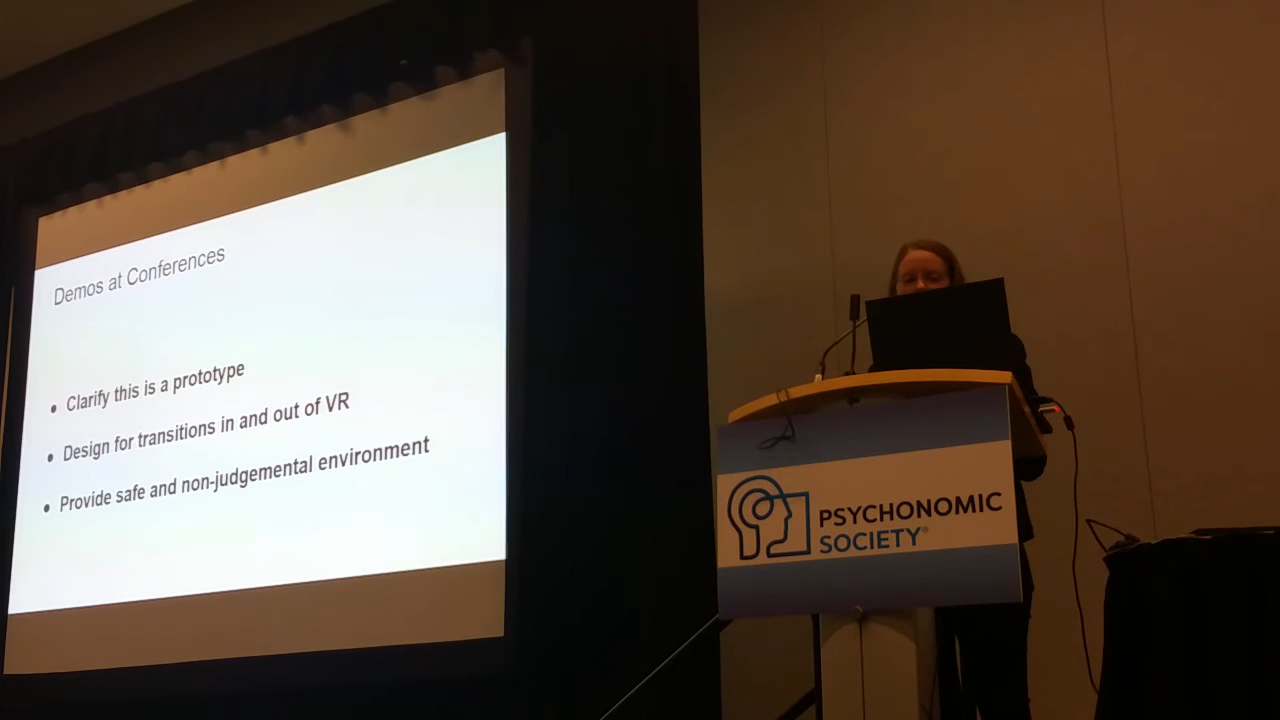 Demos at Conferences
• Clarify this is a prototype
• Design for transitions in and out of VR
• Provide safe and non-judgemental environment
PSYCHONOMIC
SOCIETY®